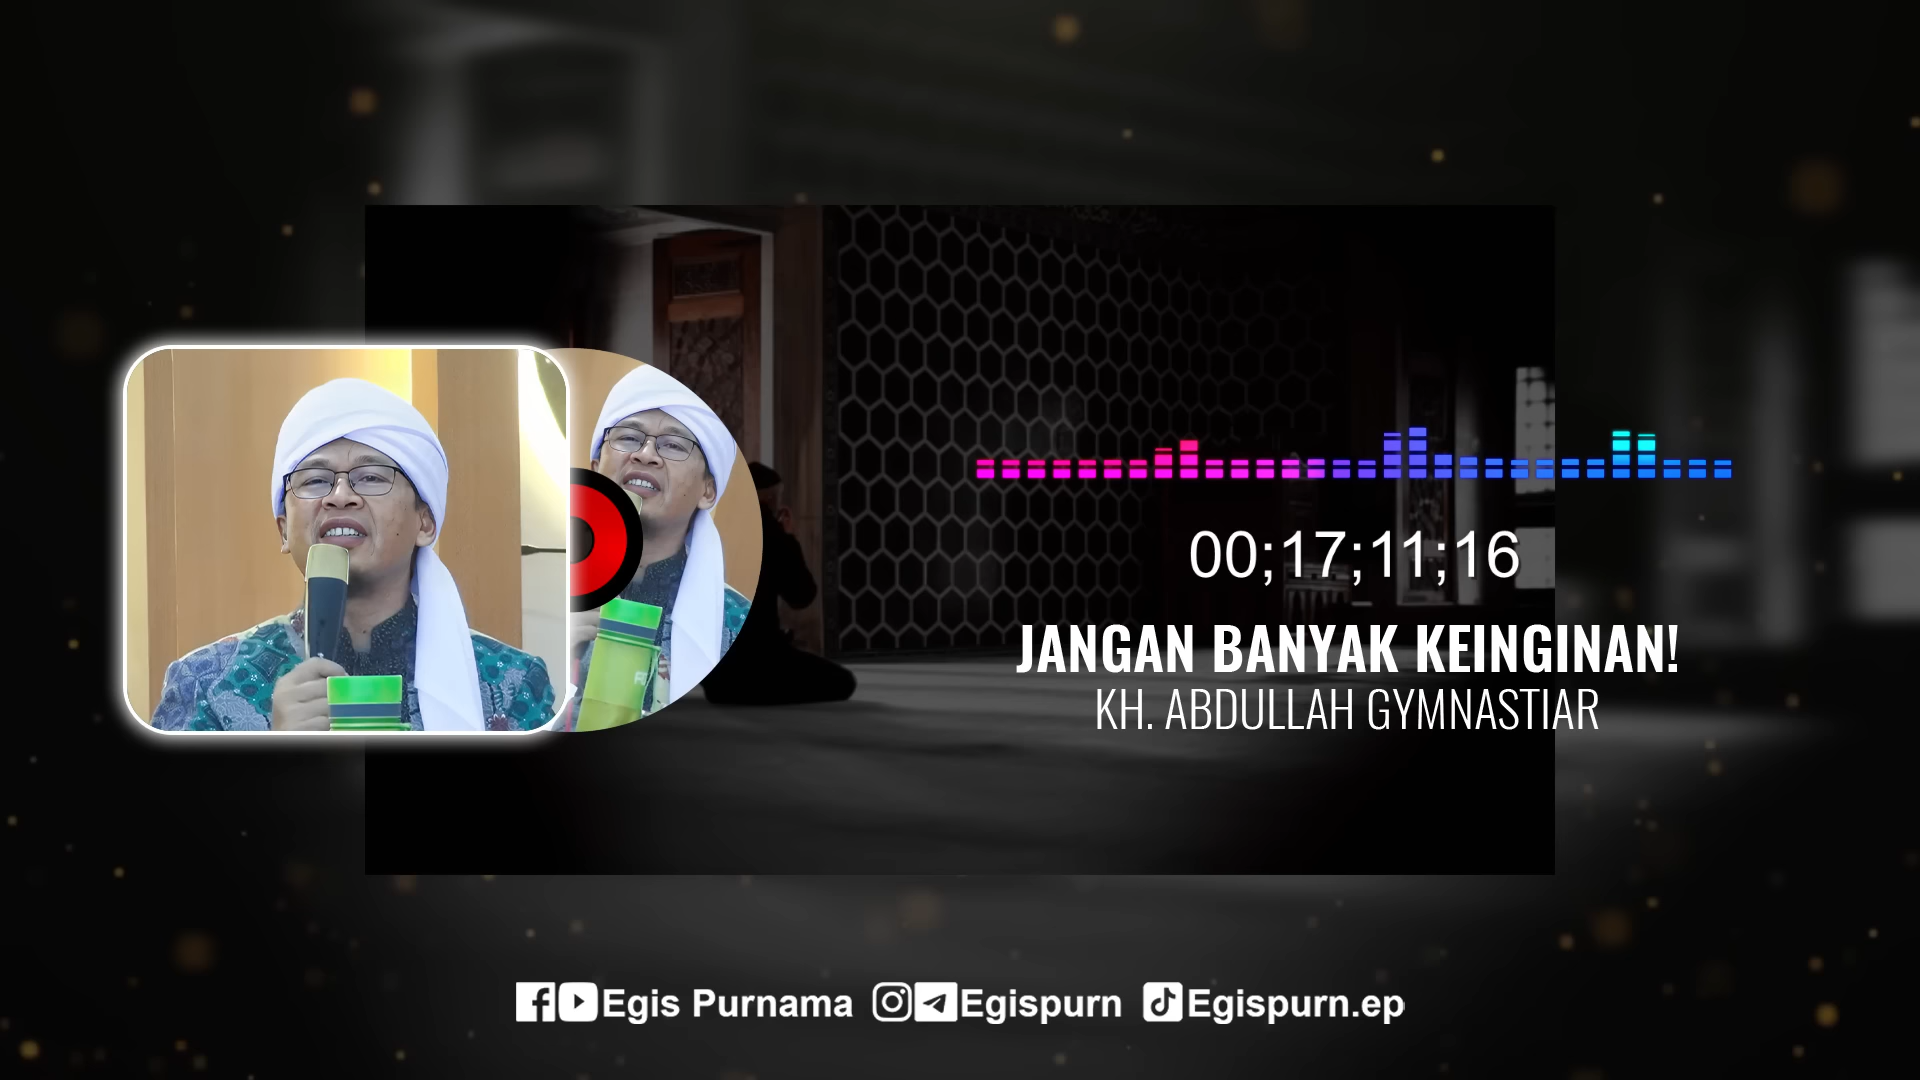 00;17;11;16
JANGAN BANYAK KEINGINAN!
KH. ABDULLAH GYMNASTIAR
Egis Purnama Egispurn Egispurn.ep